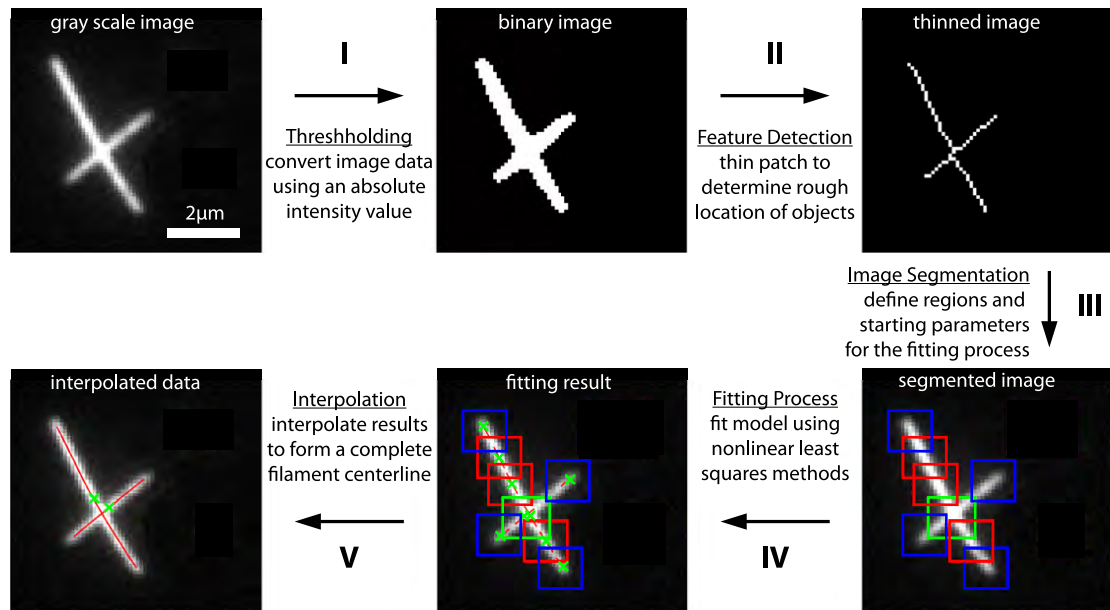 gray scale image
I
Threshholding
convert image data
using an absolute
intensity value
2μm
binary image
II
Feature Detection
thin patch to
determine rough
location of objects
thinned image
Image Segmentation
define regions and
starting parameters
for the fitting process
III
segmented image
Fitting Process
fit model using
nonlinear least
squares methods
IV
fitting result
Interpolation
interpolate results
to form a complete
filament centerline
V
interpolated data